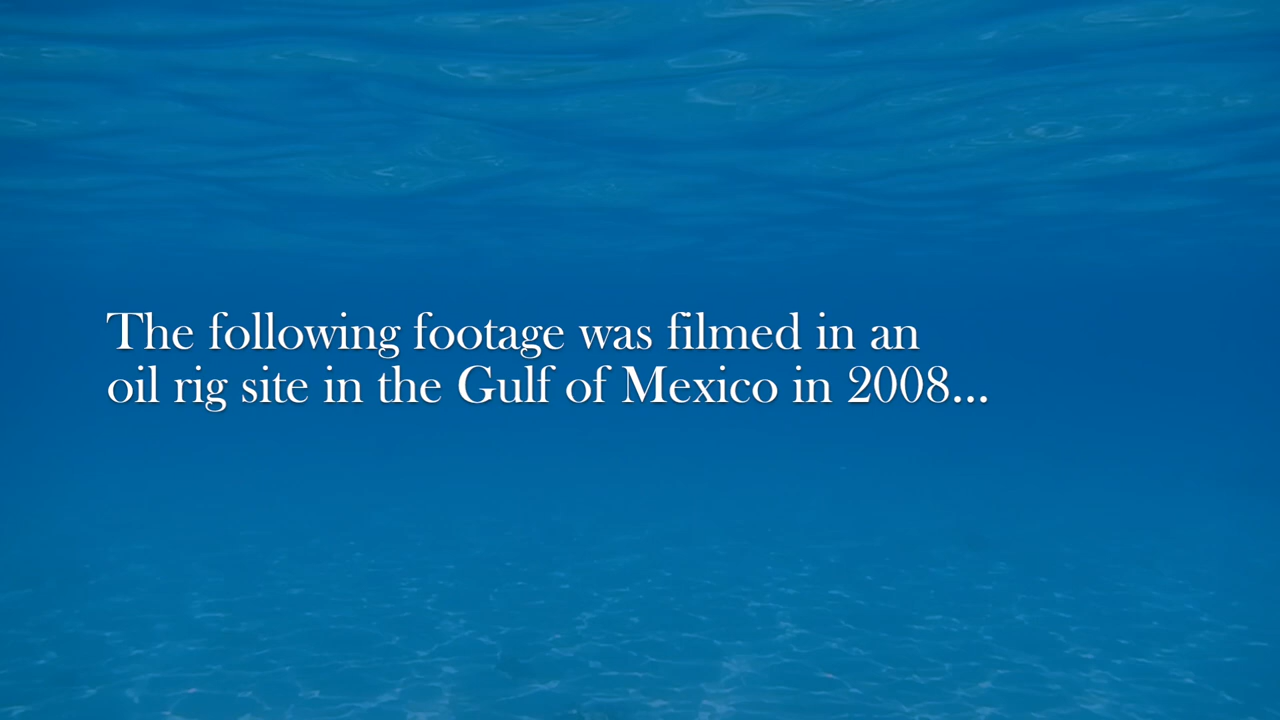 The following footage was filmed in an
oil rig site in the Gulf of Mexico in 2008...